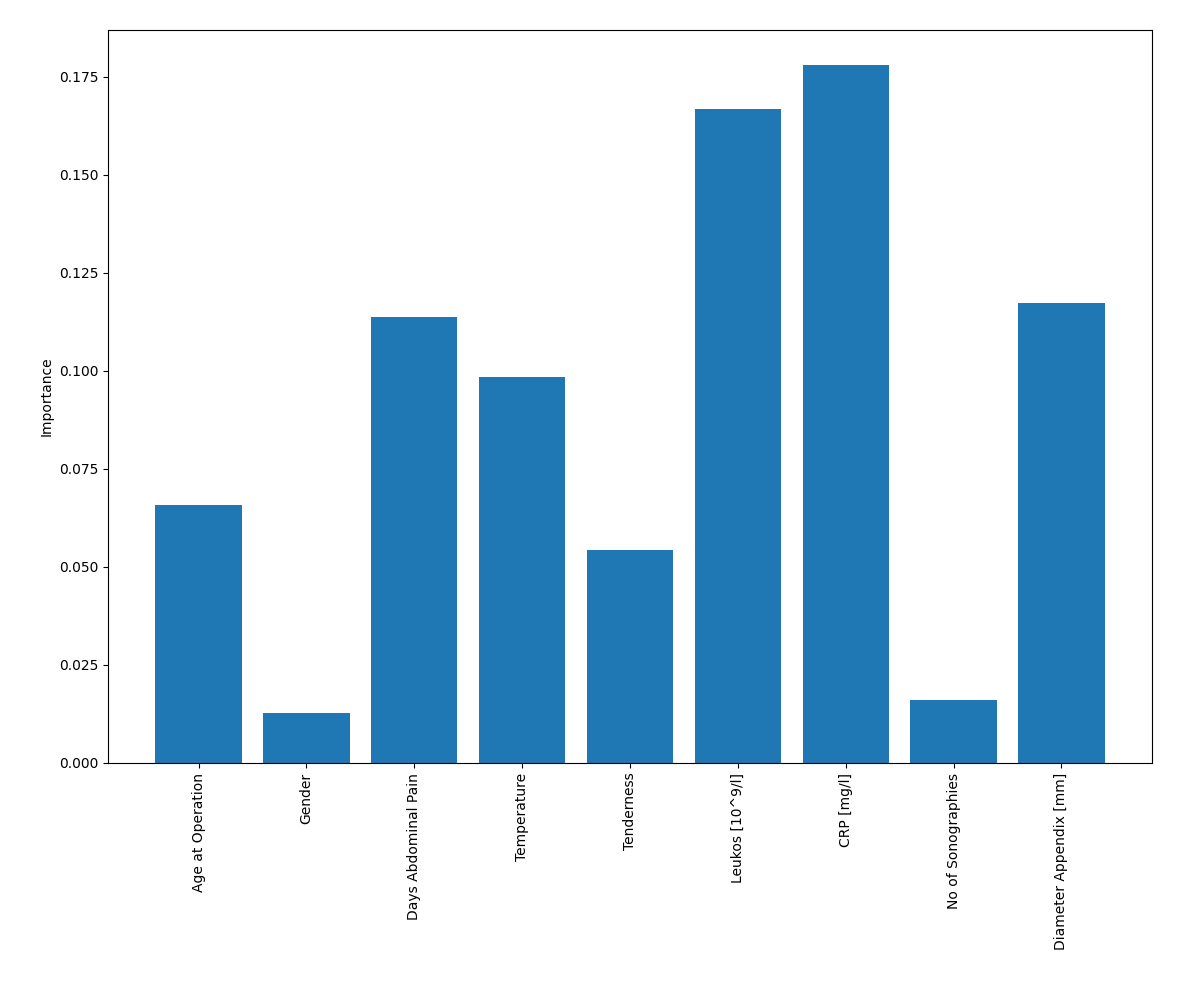 0.175
0.150
0.125
0.100
0.075
0.050
0.025
0.000
Importance
Age at Operation
Gender
Days Abdominal Pain
Temperature
Tenderness
Leukos [10^9/l]
CRP [mg/l]
No of Sonographies
Diameter Appendix [mm]